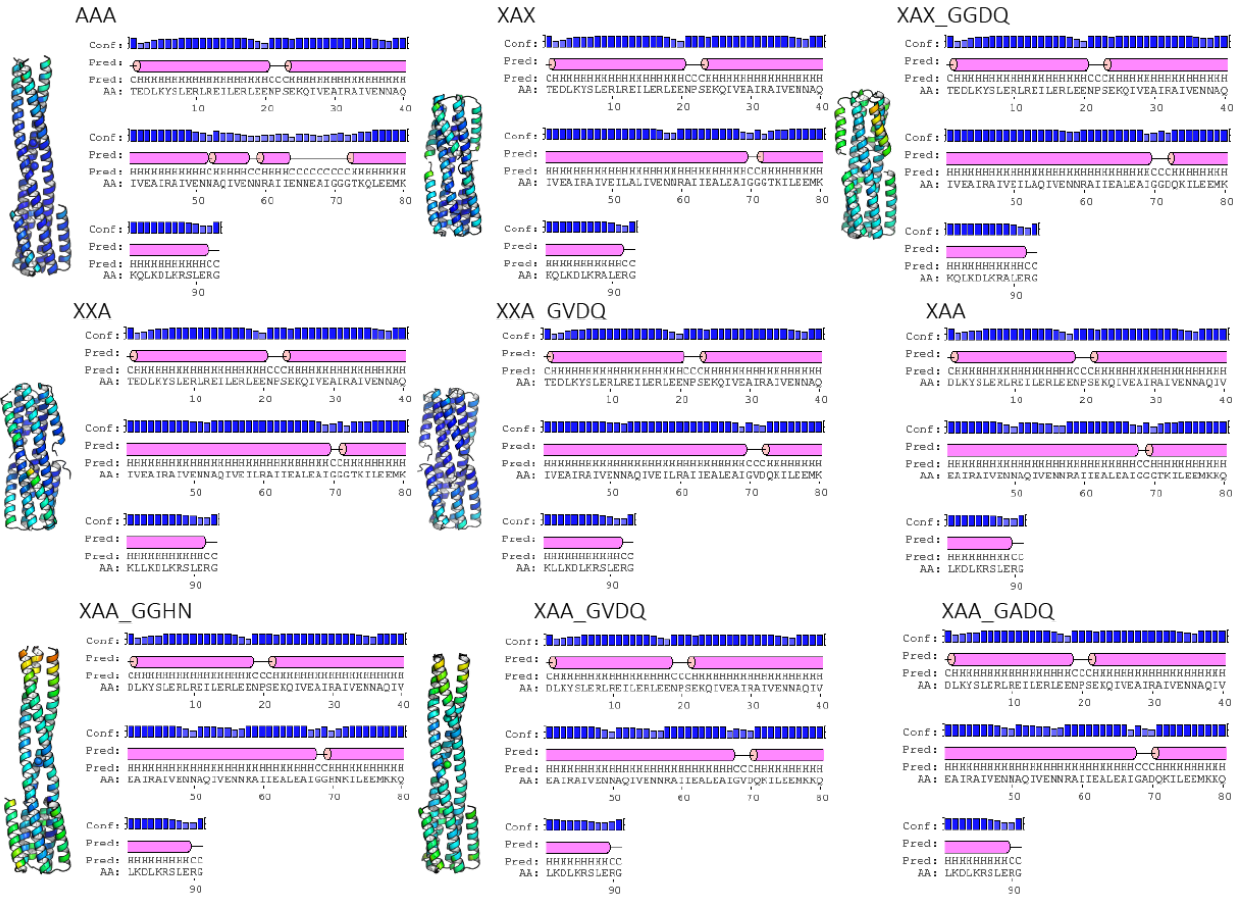 AAA
Conf:
Pred:
Pred: CHHHHHHHHHHHHHHHHHHHCCCHHHHHHHHHHHHHHHHH
AA: TEDLKYSLERLREILERLEENPSEKQIVEAIRAIVENNAQ
10 20 30 40
Conf:
Pred:
Pred: HHHHHHHHHHHHHHHHHCHHHHHCCCCCCCCHHHHHHHHH
AA: IVEAIRAIVENNAQIVENNRAIIENNEAIGGGTKQLEEMK
50 60 70 80
Conf:
Pred:
Pred: HHHHHHHHHHHCC
AA: KQLKDLKRSLERG
90
XAX
Conf:
Pred:
Pred: CHHHHHHHHHHHHHHHHHHHCCCHHHHHHHHHHHHHHHHH
AA: TEDLKYSLERLREILERLEENPSEKQIVEAIRAIVENNAQ
10 20 30 40
Conf:
Pred:
Pred: HHHHHHHHHHHHHHHHHHHHHHHHHHHHHCCHHHHHHHHH
AA: IVEAIRAIVEILALIVENNRAIIEALEAIGGGTKILEEMK
50 60 70 80
Conf:
Pred:
Pred: HHHHHHHHHHHCC
AA: KQLKDLKRALERG
90
XAX_GGDQ
Conf:
Pred:
Pred: CHHHHHHHHHHHHHHHHHHHCCCHHHHHHHHHHHHHHHHH
AA: TEDLKYSLERLREILERLEENPSEKQIVEAIRAIVENNAQ
10 20 30 40
Conf:
Pred:
Pred: HHHHHHHHHHHHHHHHHHHHHHHHHHHHHCCCHHHHHHHH
AA: IVEAIRAIVEILAQIVENNRAIIEALEAIGGDQKILEEMK
50 60 70 80
Conf:
Pred:
Pred: HHHHHHHHHHHCC
AA: KQLKDLKRALERG
90
XXA
Conf:
Pred:
Pred: CHHHHHHHHHHHHHHHHHHHCCCHHHHHHHHHHHHHHHHH
AA: TEDLKYSLERLREILERLEENPSEKQIVEAIRAIVENNAQ
10 20 30 40
Conf:
Pred:
Pred: HHHHHHHHHHHHHHHHHHHHHHHHHHHHHCCHHHHHHHHH
AA: IVEAIRAIVENNAQIVEILRAIIEALEAIGGGTKILEEMK
50 60 70 80
Conf:
Pred:
Pred: HHHHHHHHHHHCC
AA: KLLKDLKRSLERG
90
XXA_GVDQ
Conf:
Pred:
Pred: CHHHHHHHHHHHHHHHHHHHCCCHHHHHHHHHHHHHHHHH
AA: TEDLKYSLERLREILERLEENPSEKQIVEAIRAIVENNAQ
10 20 30 40
Conf:
Pred:
Pred: HHHHHHHHHHHHHHHHHHHHHHHHHHHHHCCCHHHHHHHH
AA: IVEAIRAIVENNAQIVEILRAIIEALEAIGVDQKILEEMK
50 60 70 80
Conf:
Pred:
Pred: HHHHHHHHHHHCC
AA: KLLKDLKRSLERG
90
XAA
Conf:
Pred:
Pred: CHHHHHHHHHHHHHHHHHCCCHHHHHHHHHHHHHHHHHHH
AA: DLKYSLERLREILERLEENPSEKQIVEAIRAIVENNAQIV
10 20 30 40
Conf:
Pred:
Pred: HHHHHHHHHHHHHHHHHHHHHHHHHHHCCHHHHHHHHHHH
AA: EAIRAIVENNAQIVENNRAIIEALEAIGGGTKILEEMKKQ
50 60 70 80
Conf:
Pred:
Pred: HHHHHHHHHCC
AA: LKDLKRSLERG
90
XAA_GGHN
Conf:
Pred:
Pred: CHHHHHHHHHHHHHHHHHCCCHHHHHHHHHHHHHHHHHHH
AA: DLKYSLERLREILERLEENPSEKQIVEAIRAIVENNAQIV
10 20 30 40
Conf:
Pred:
Pred: HHHHHHHHHHHHHHHHHHHHHHHHHHHCCHHHHHHHHHHH
AA: EAIRAIVENNAQIVENNRAIIEALEAIGGHNKILEEMKKQ
50 60 70 80
Conf:
Pred:
Pred: HHHHHHHHHCC
AA: LKDLKRSLERG
90
XAA_GVDQ
Conf:
Pred:
Pred: CHHHHHHHHHHHHHHHHHCCCHHHHHHHHHHHHHHHHHHH
AA: DLKYSLERLREILERLEENPSEKQIVEAIRAIVENNAQIV
10 20 30 40
Conf:
Pred:
Pred: HHHHHHHHHHHHHHHHHHHHHHHHHHHCCCHHHHHHHHHH
AA: EAIRAIVENNAQIVENNRAIIEALEAIGVDQKILEEMKKQ
50 60 70 80
Conf:
Pred:
Pred: HHHHHHHHHCC
AA: LKDLKRSLERG
90
XAA_GADQ
Conf:
Pred:
Pred: CHHHHHHHHHHHHHHHHHCCCHHHHHHHHHHHHHHHHHHH
AA: DLKYSLERLREILERLEENPSEKQIVEAIRAIVENNAQIV
10 20 30 40
Conf:
Pred:
Pred: HHHHHHHHHHHHHHHHHHHHHHHHHHHCCCHHHHHHHHHH
AA: EAIRAIVENNAQIVENNRAIIEALEAIGADQKILEEMKKQ
50 60 70 80
Conf:
Pred:
Pred: HHHHHHHHHCC
AA: LKDLKRSLERG
90